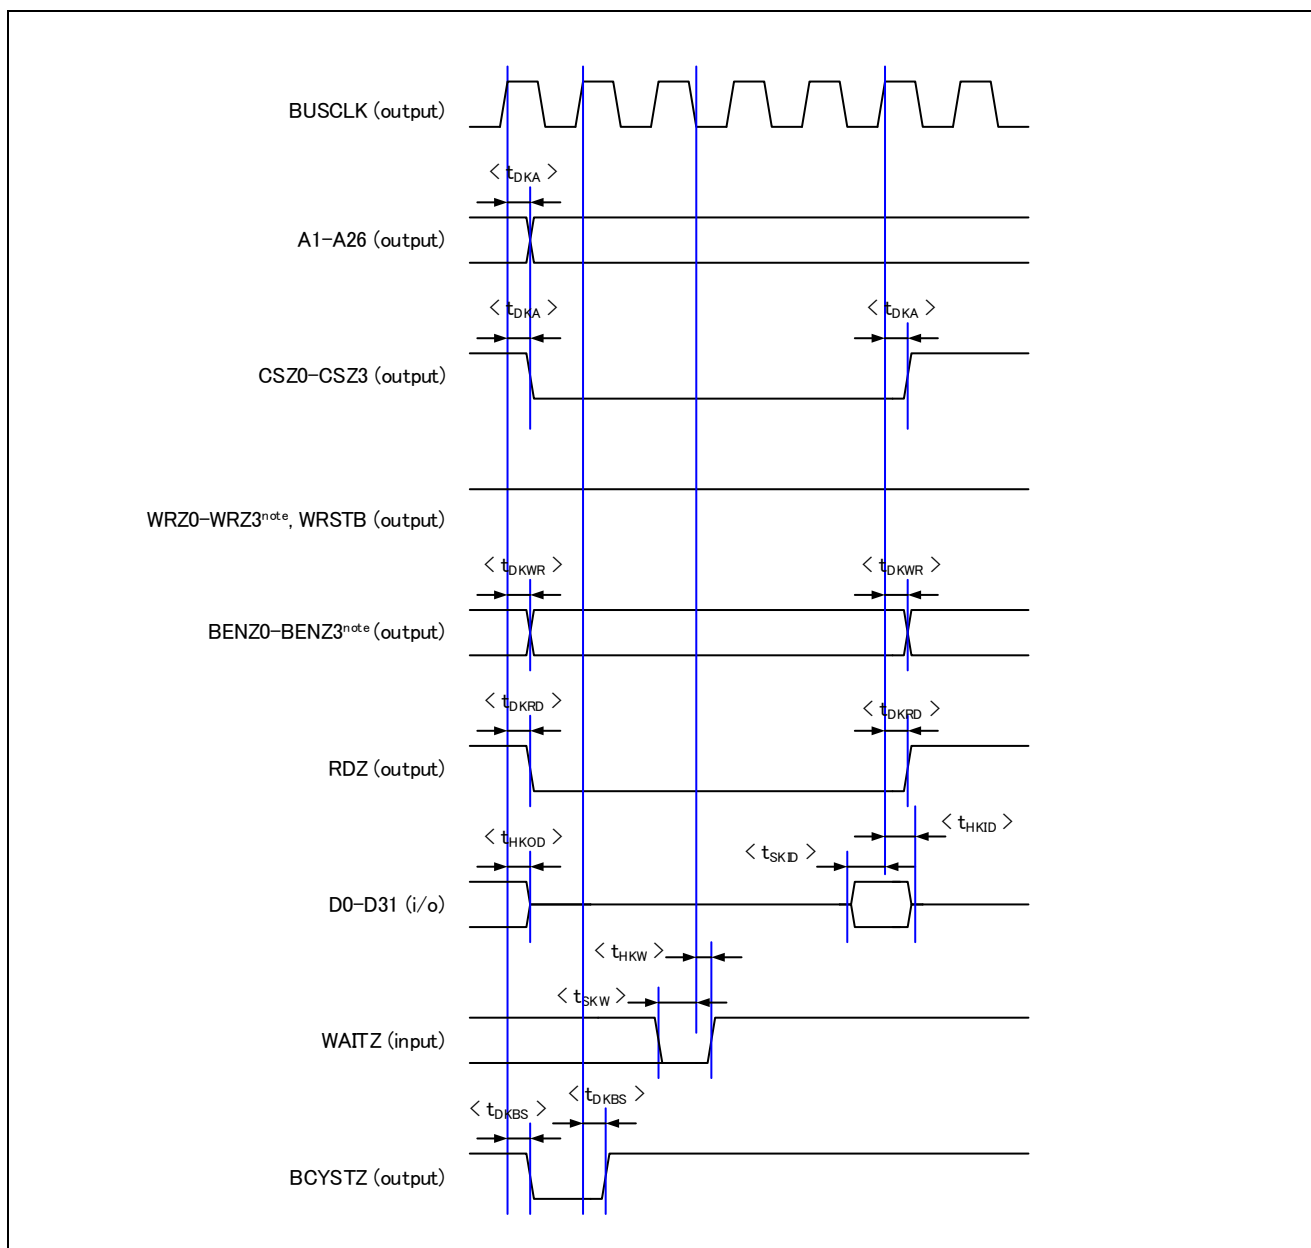 BUSCLK (output)
< tDKA >
A1-A26 (output)
< tDKA > < tDKA >
CSZ0-CSZ3 (output)
WRZ0-WRZ3note, WRSTB (output)
< tDKWR > < tDKWR >
BENZ0-BENZ3note (output)
< tDKRD > < tDKRD >
RDZ (output)
< tHKID >
< tHKOD > < tSKID >
D0-D31 (i/o)
< tHKW >
< tSKW >
WAITZ (input)
< tDKBS >
< tDKBS >
BCYSTZ (output)